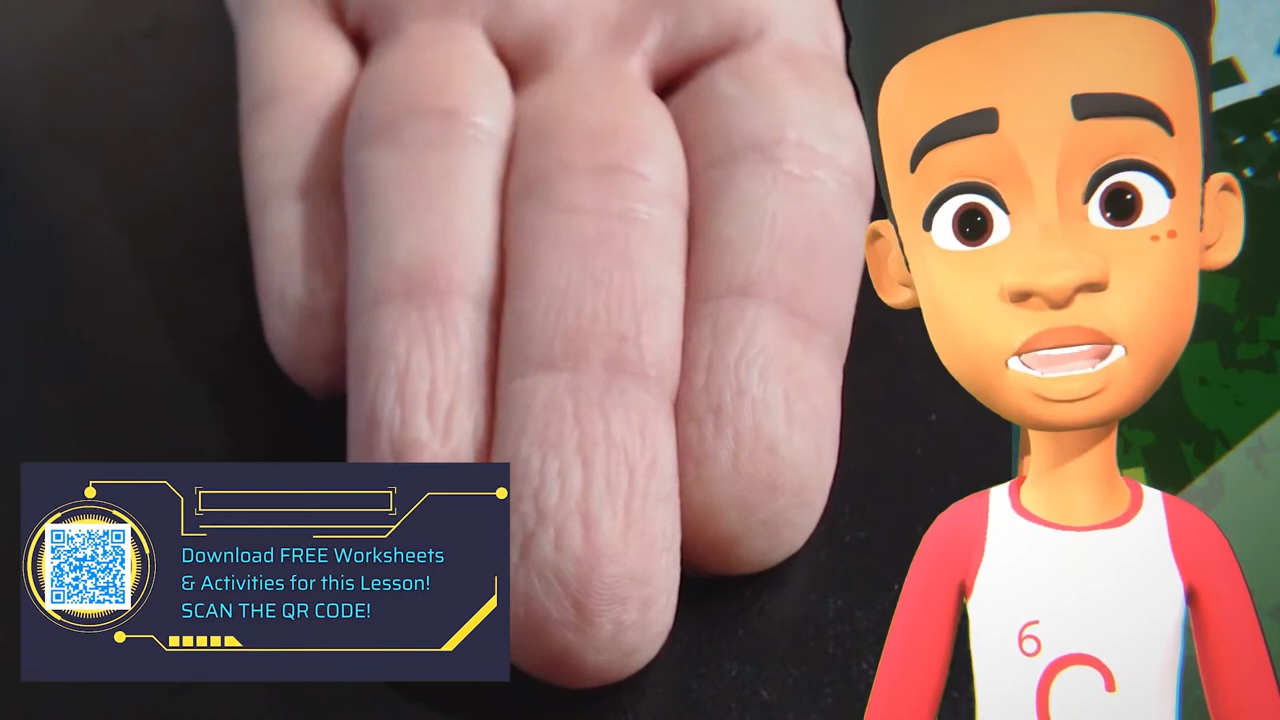 Download FREE Worksheets
& Activities for this Lesson!
SCAN THE QR CODE!
6
C